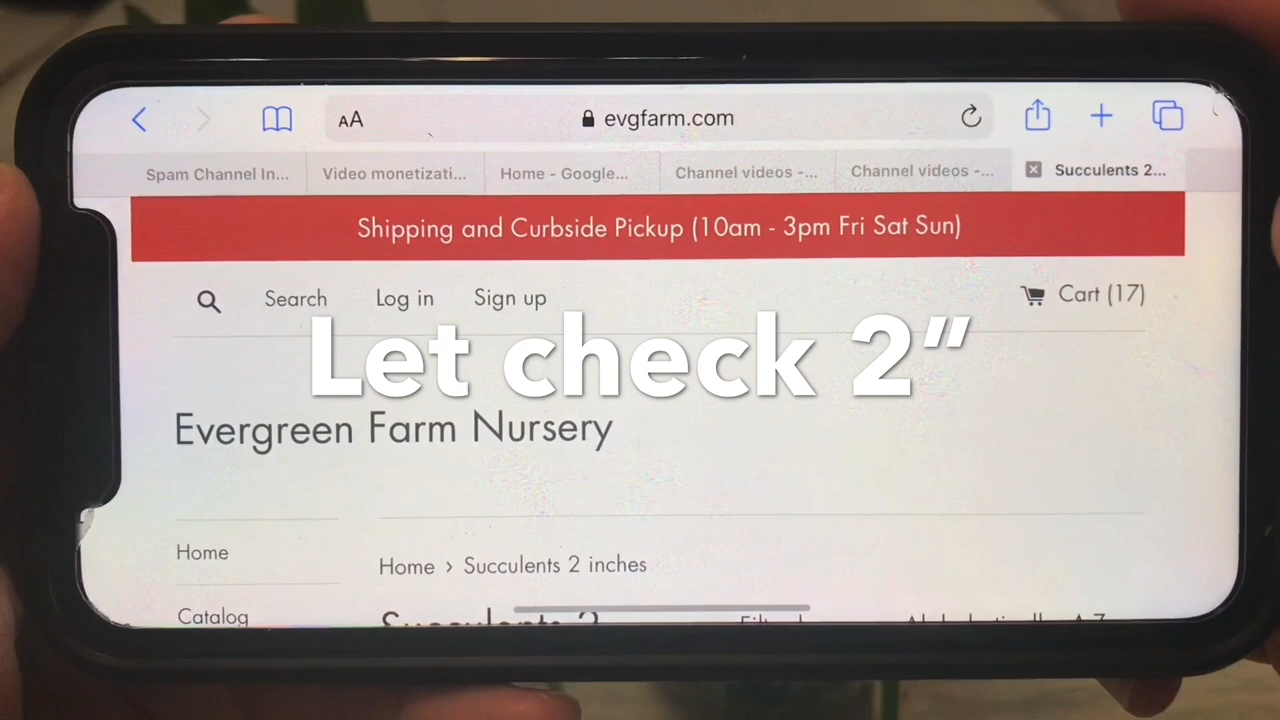 AA evgfarm.com
Spam Channel In... Video monetizati... Home - Google... Channel videos -... Channel videos -... Succulents 2...
Shipping and Curbside Pickup (10am - 3pm Fri Sat Sun)
Search Log in Sign up Cart (17)
Let check 2”
Evergreen Farm Nursery
Home
Home › Succulents 2 inches
Catalog
Succulents 2